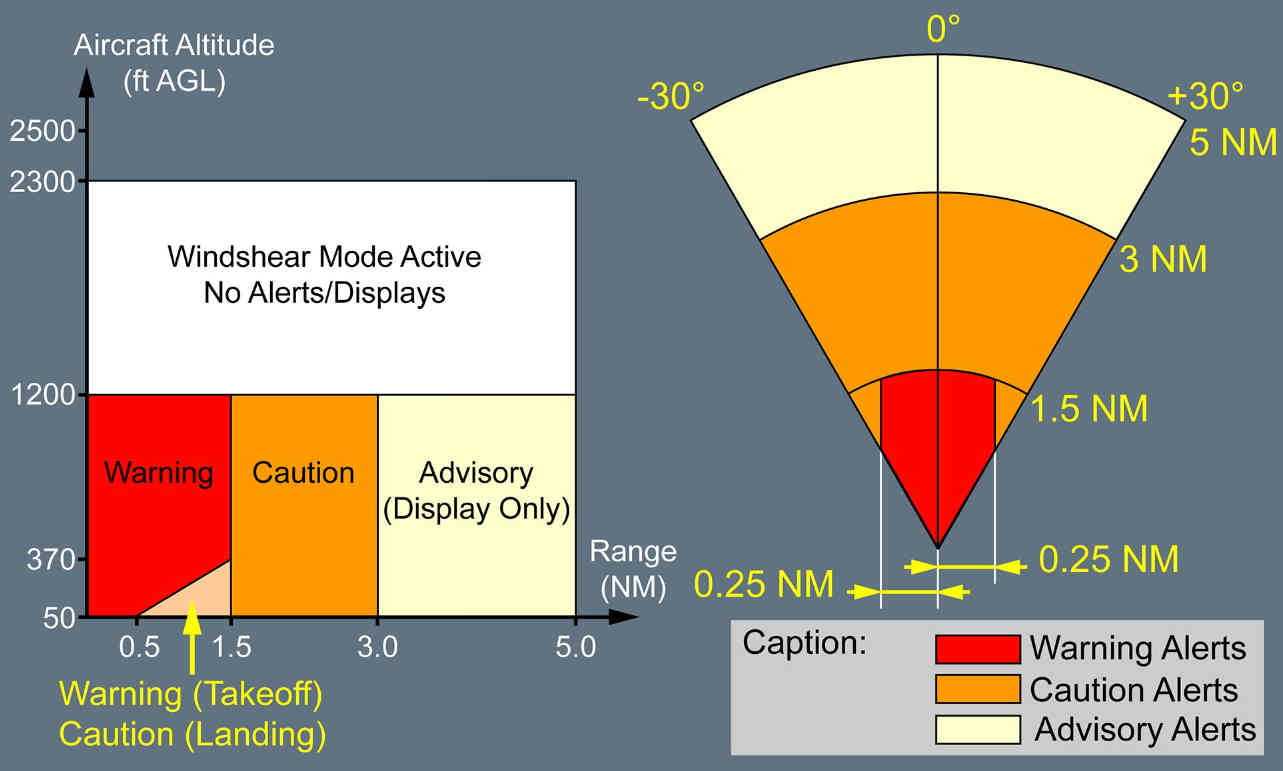 Aircraft Altitude
(ft AGL)
2500
2300
Windshear Mode Active
No Alerts/Displays
1200
Warning
Caution
Advisory
(Display Only)
370
50
Range
(NM)
0.5
1.5
3.0
5.0
Warning (Takeoff)
Caution (Landing)
0°
-30°
+30°
5 NM
3 NM
1.5 NM
0.25 NM
0.25 NM
Caption:
Warning Alerts
Caution Alerts
Advisory Alerts